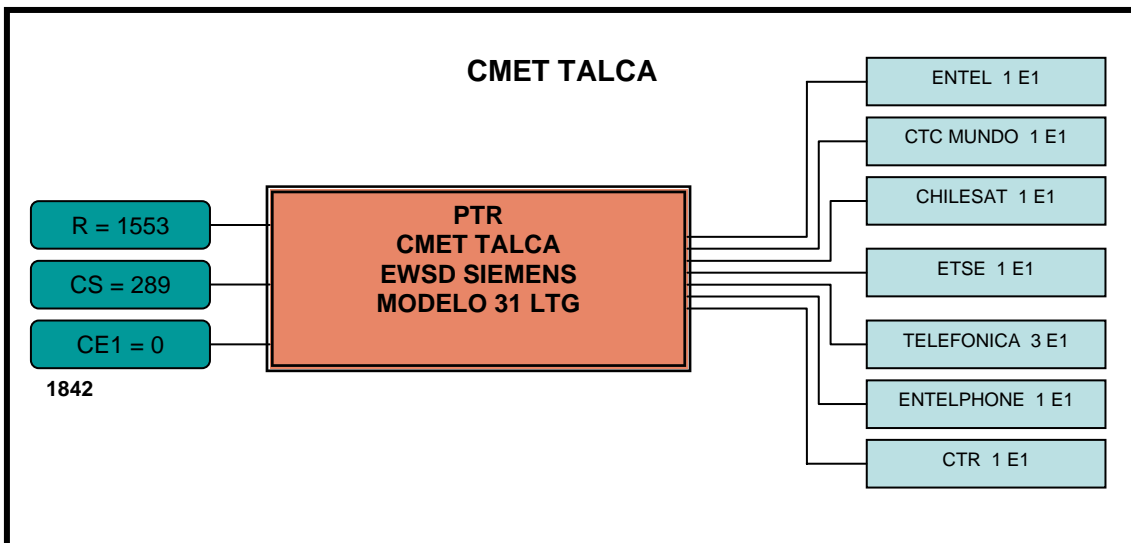 CMET TALCA
R = 1553
CS = 289
CE1 = 0
1842
PTR
CMET TALCA
EWSD SIEMENS
MODELO 31 LTG
ENTEL 1 E1
CTC MUNDO 1 E1
CHILESAT 1 E1
ETSE 1 E1
TELEFONICA 3 E1
ENTELPHONE 1 E1
CTR 1 E1